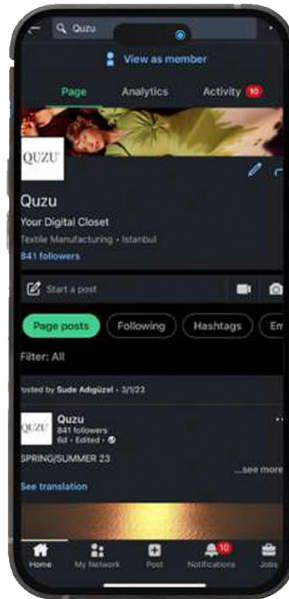 Quzu
View as member
Page Analytics Activity 10
QUZU
Quzu
Your Digital Closet
Textile Manufacturing • Istanbul
841 followers
Start a post
Page posts Following Hashtags
Filter: All
Posted by Sude Adıgüzel • 3/1/23
QUZU
Quzu
841 followers
6d • Edited •
SPRING/SUMMER 23
...see more
See translation
10
Home My Network Post Notifications Jobs